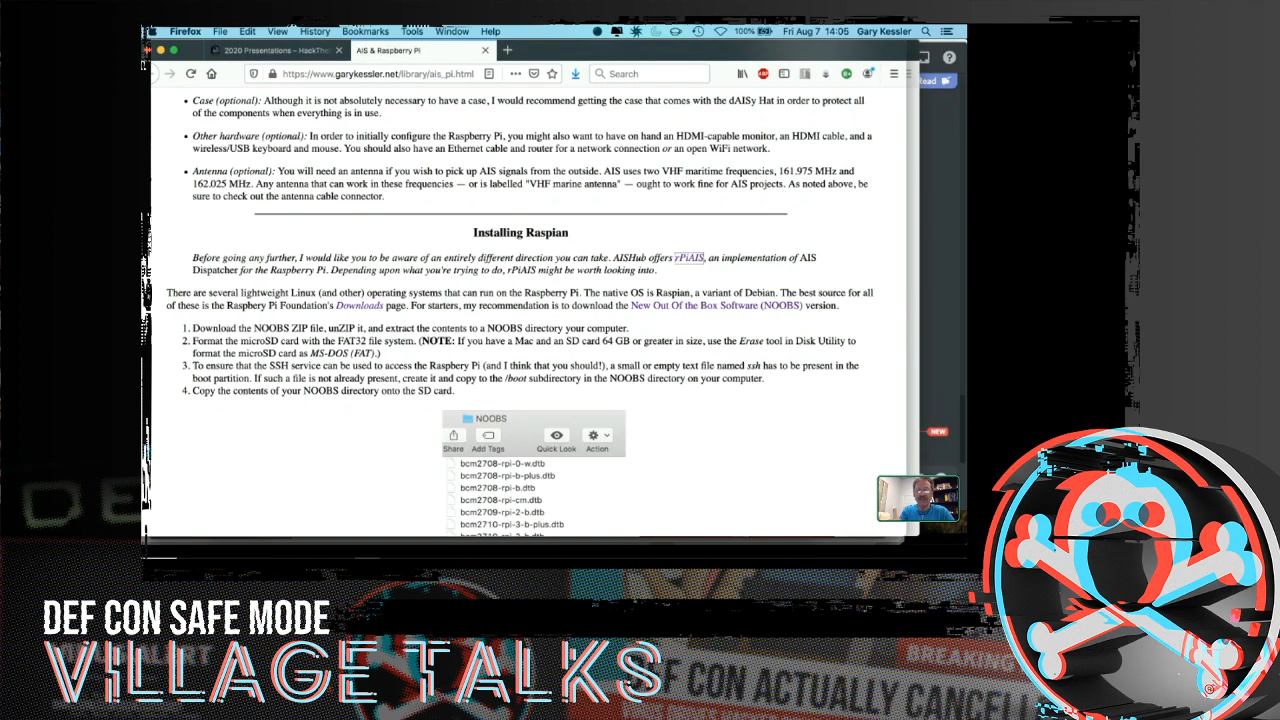 Firefox File Edit View History Bookmarks Tools Window Help 100% Fri Aug 7 14:05 Gary Kessler
2020 Presentations — HackThe
AIS & Raspberry Pi
https://www.garykessler.net/library/ais_pi.html
Search
Read
• Case (optional): Although it is not absolutely necessary to have a case, I would recommend getting the case that comes with the dAISy Hat in order to protect all
of the components when everything is in use.
• Other hardware (optional): In order to initially configure the Raspberry Pi, you might also want to have on hand an HDMI-capable monitor, an HDMI cable, and a
wireless/USB keyboard and mouse. You should also have an Ethernet cable and router for a network connection or an open WiFi network.
• Antenna (optional): You will need an antenna if you wish to pick up AIS signals from the outside. AIS uses two VHF maritime frequencies, 161.975 MHz and
162.025 MHz. Any antenna that can work in these frequencies — or is labelled "VHF marine antenna" — ought to work fine for AIS projects. As noted above, be
sure to check out the antenna cable connector.
Installing Raspian
Before going any further, I would like you to be aware of an entirely different direction you can take. AISHub offers rPiAIS, an implementation of AIS
Dispatcher for the Raspberry Pi. Depending upon what you're trying to do, rPiAIS might be worth looking into.
There are several lightweight Linux (and other) operating systems that can run on the Raspberry Pi. The native OS is Raspian, a variant of Debian. The best source for all
of these is the Raspberry Pi Foundation's Downloads page. For starters, my recommendation is to download the New Out Of the Box Software (NOOBS) version.
1. Download the NOOBS ZIP file, unZIP it, and extract the contents to a NOOBS directory your computer.
2. Format the microSD card with the FAT32 file system. (NOTE: If you have a Mac and an SD card 64 GB or greater in size, use the Erase tool in Disk Utility to
format the microSD card as MS-DOS (FAT).)
3. To ensure that the SSH service can be used to access the Raspberry Pi (and I think that you should!), a small or empty text file named ssh has to be present in the
boot partition. If such a file is not already present, create it and copy to the /boot subdirectory in the NOOBS directory on your computer.
4. Copy the contents of your NOOBS directory onto the SD card.
NOOBS
Share Add Tags Quick Look Action
bcm2708-rpi-0-w.dtb
bcm2708-rpi-b-plus.dtb
bcm2708-rpi-b.dtb
bcm2708-rpi-cm.dtb
bcm2709-rpi-2-b.dtb
bcm2710-rpi-3-b-plus.dtb
NEW
DEF CON SAFE MODE
VILLAGE TALKS
BREAKING
DEF CON ACTUALLY CANCELL